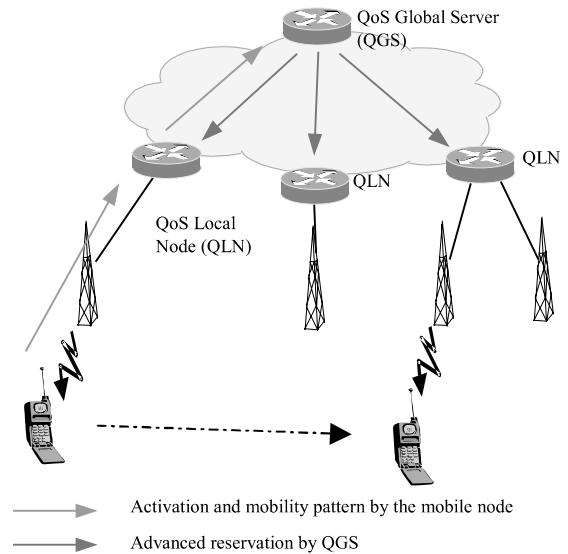 QoS Global Server
(QGS)
QLN
QLN
QoS Local
Node (QLN)
Activation and mobility pattern by the mobile node
Advanced reservation by QGS